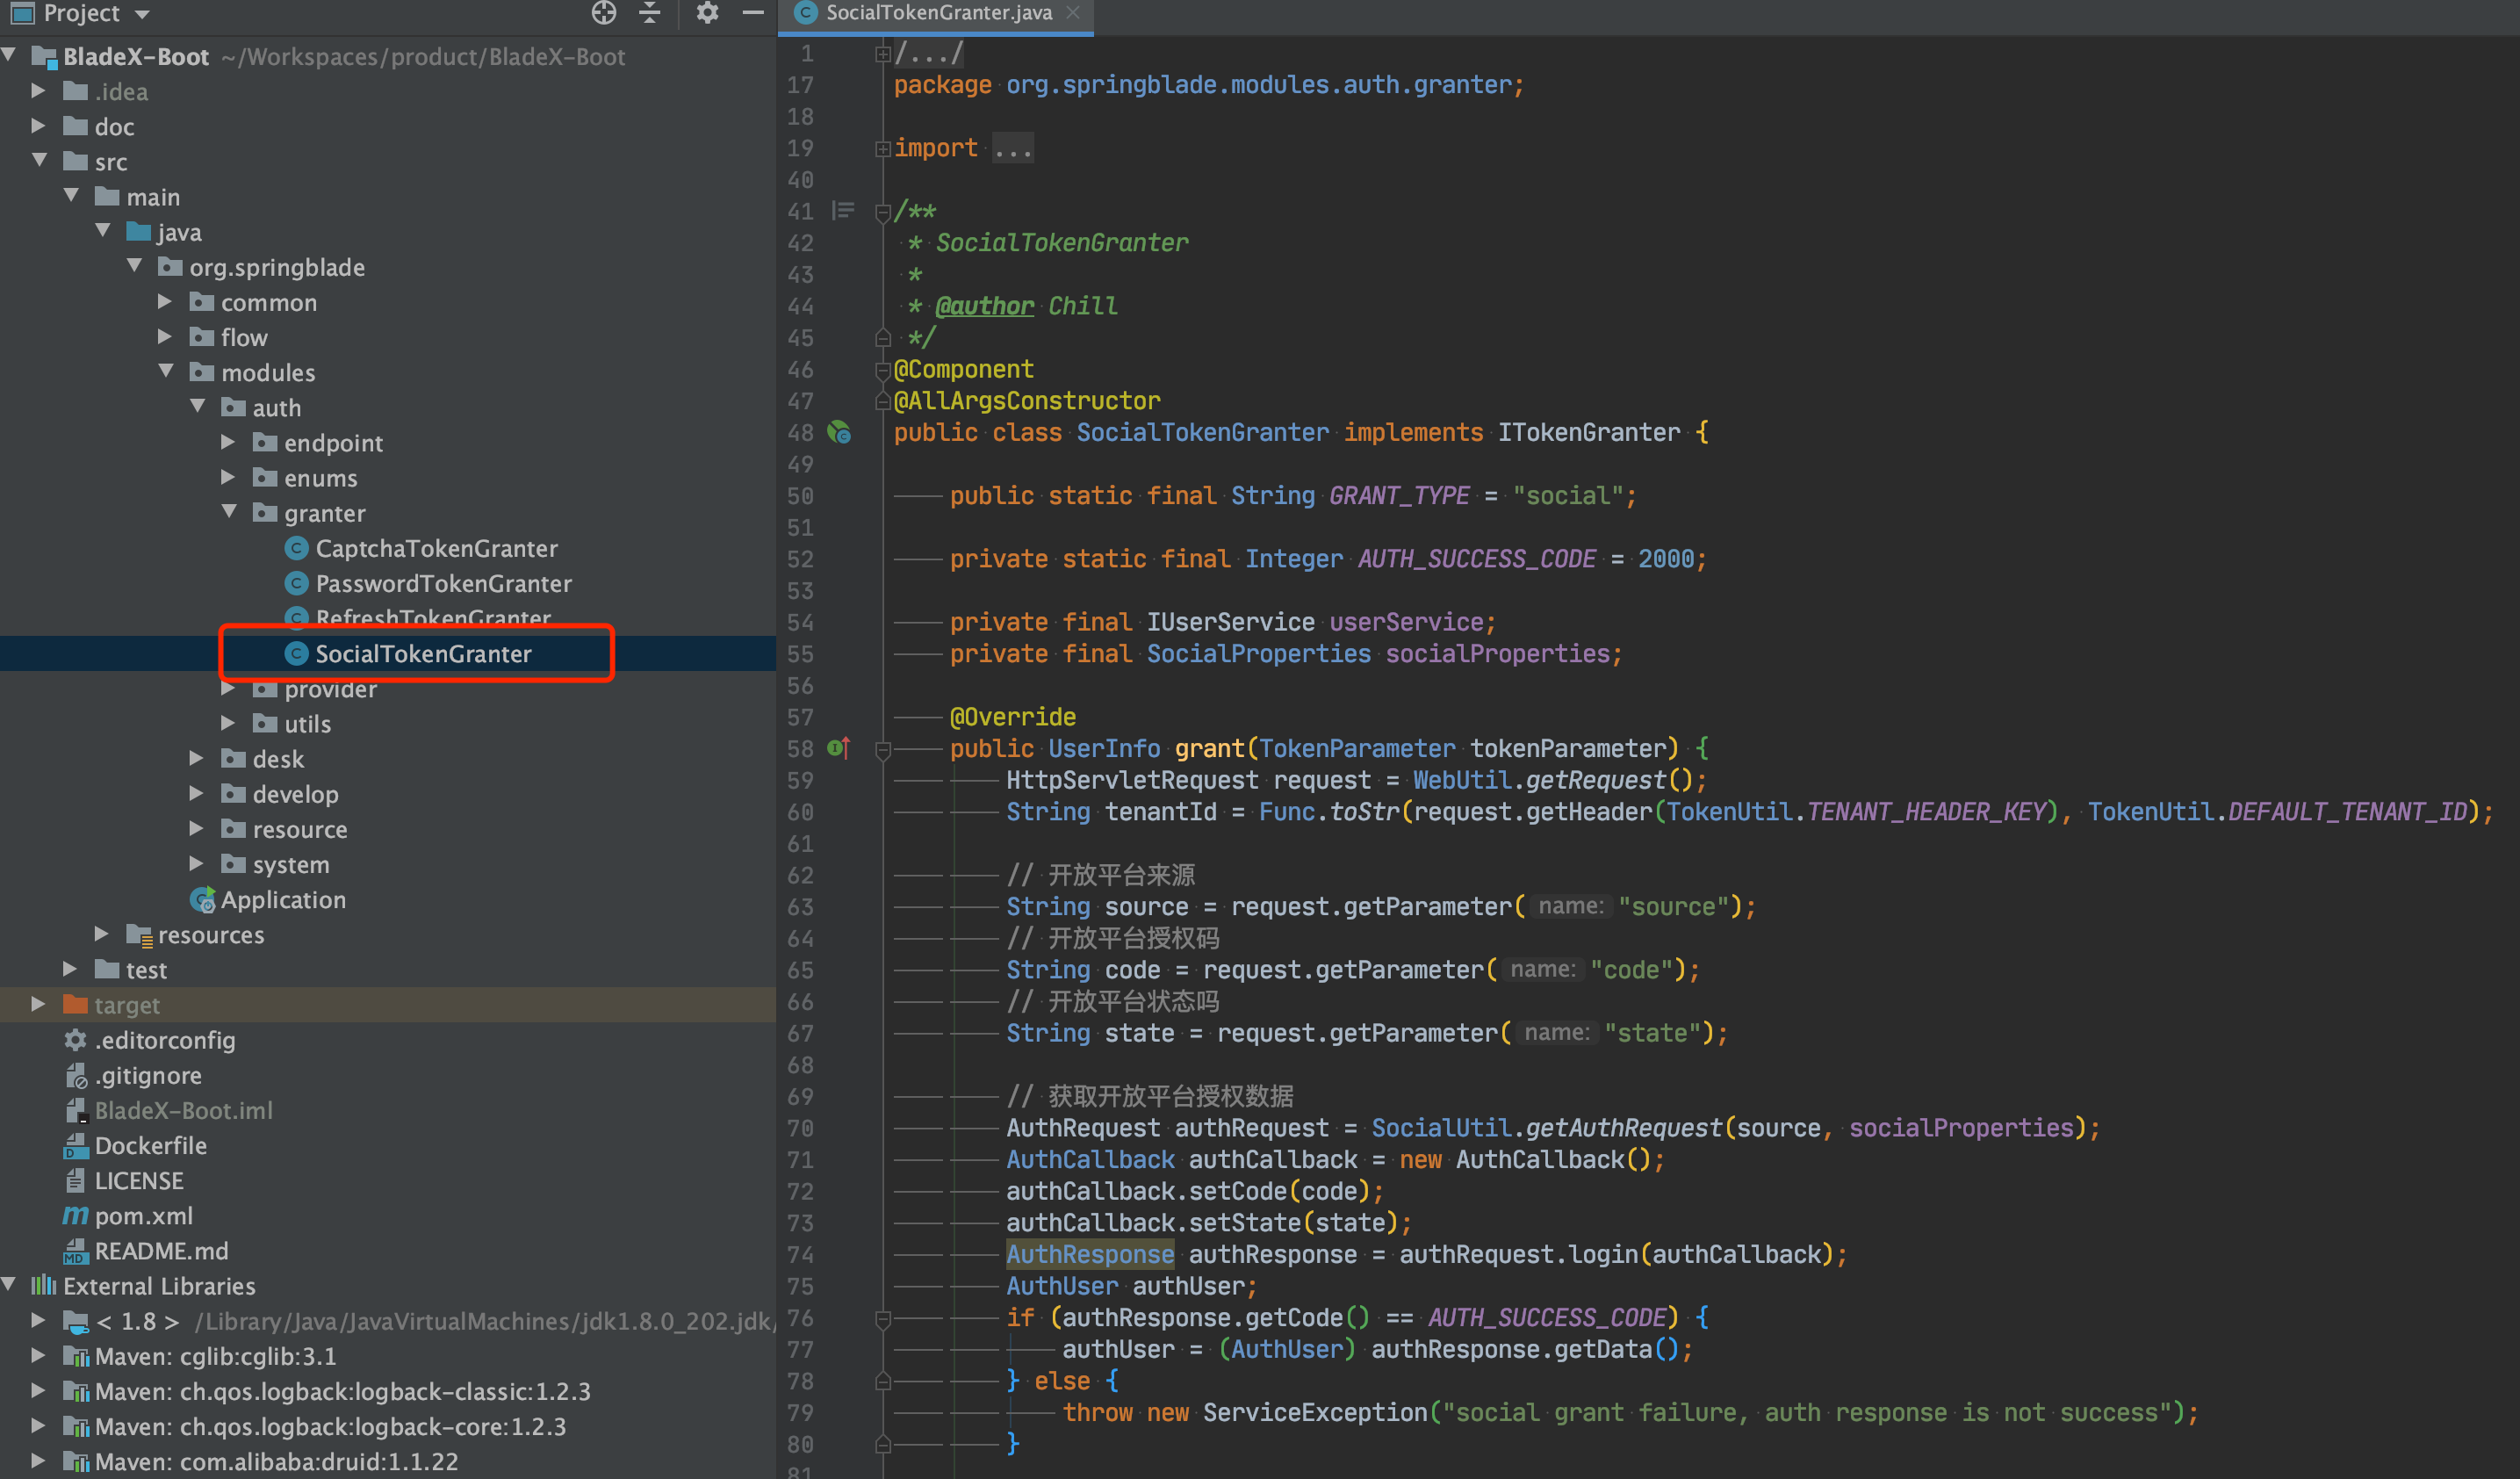 Project
BladeX-Boot ~/Workspaces/product/BladeX-Boot
.idea
doc
src
main
java
org.springblade
common
flow
modules
auth
endpoint
enums
granter
CaptchaTokenGranter
PasswordTokenGranter
RefreshTokenGranter
SocialTokenGranter
provider
utils
desk
develop
resource
system
Application
resources
test
target
.editorconfig
.gitignore
BladeX-Boot.iml
Dockerfile
LICENSE
pom.xml
README.md
External Libraries
< 1.8 > /Library/Java/JavaVirtualMachines/jdk1.8.0_202.jdk/
Maven: cglib:cglib:3.1
Maven: ch.qos.logback:logback-classic:1.2.3
Maven: ch.qos.logback:logback-core:1.2.3
Maven: com.alibaba:druid:1.1.22
SocialTokenGranter.java
1 /.../
17 package org.springblade.modules.auth.granter;
18
19 import ...
40
41 /**
42 * SocialTokenGranter
43 *
44 * @author Chill
45 */
46 @Component
47 @AllArgsConstructor
48 public class SocialTokenGranter implements ITokenGranter {
49
50 public static final String GRANT_TYPE = "social";
51
52 private static final Integer AUTH_SUCCESS_CODE = 2000;
53
54 private final IUserService userService;
55 private final SocialProperties socialProperties;
56
57 @Override
58 public UserInfo grant(TokenParameter tokenParameter) {
59 HttpServletRequest request = WebUtil.getRequest();
60 String tenantId = Func.toStr(request.getHeader(TokenUtil.TENANT_HEADER_KEY), TokenUtil.DEFAULT_TENANT_ID);
61
62 // 开放平台来源
63 String source = request.getParameter( name: "source");
64 // 开放平台授权码
65 String code = request.getParameter( name: "code");
66 // 开放平台状态吗
67 String state = request.getParameter( name: "state");
68
69 // 获取开放平台授权数据
70 AuthRequest authRequest = SocialUtil.getAuthRequest(source, socialProperties);
71 AuthCallback authCallback = new AuthCallback();
72 authCallback.setCode(code);
73 authCallback.setState(state);
74 AuthResponse authResponse = authRequest.login(authCallback);
75 AuthUser authUser;
76 if (authResponse.getCode() == AUTH_SUCCESS_CODE) {
77 authUser = (AuthUser) authResponse.getData();
78 } else {
79 throw new ServiceException("social grant failure, auth response is not success");
80 }
81